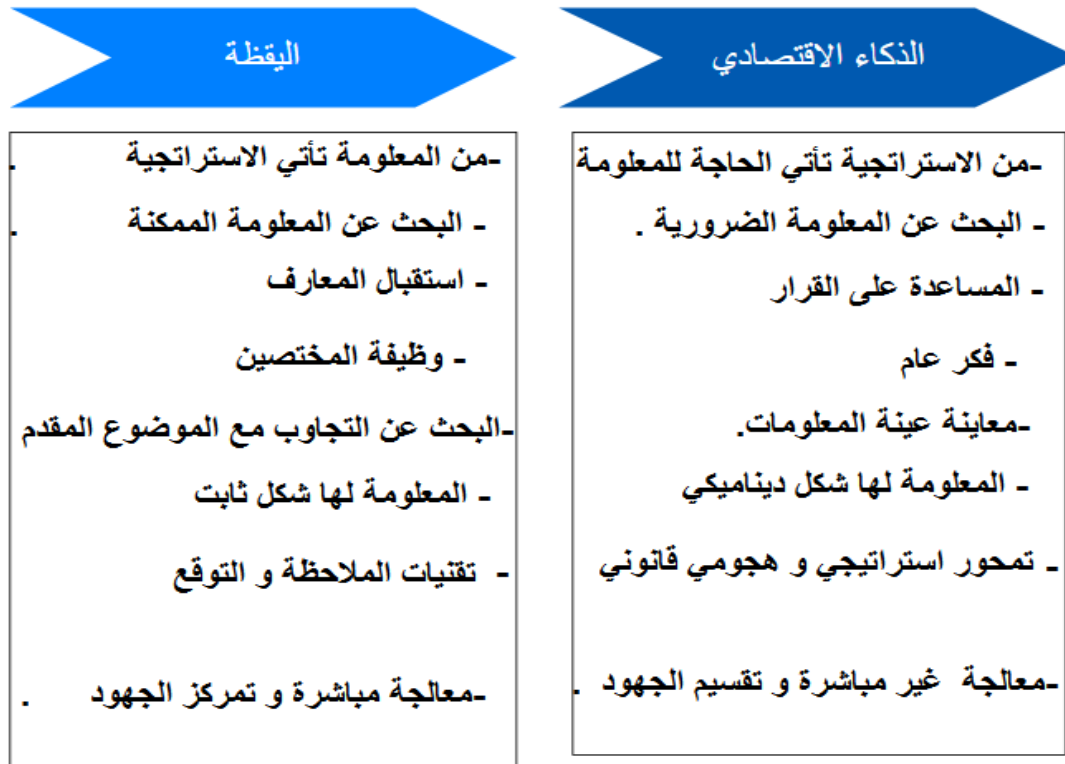 الذكاء الاقتصادي
-من الاستراتجية تأتي الحاجة للمعلومة
- البحث عن المعلومة الضرورية .
- المساعدة على القرار
- فكر عام
-معاينة عينة المعلومات.
- المعلومة لها شكل ديناميكي
- تمحور استراتيجي و هجومي قانوني
-معالجة غير مباشرة و تقسيم الجهود .
اليقظة
-من المعلومة تأتي الاستراتجية .
- البحث عن المعلومة الممكنة .
- استقبال المعارف
- وظيفة المختصين
-البحث عن التجاوب مع الموضوع المقدم
- المعلومة لها شكل ثابت
- تقنيات الملاحظة و التوقع
-معالجة مباشرة و تمركز الجهود .